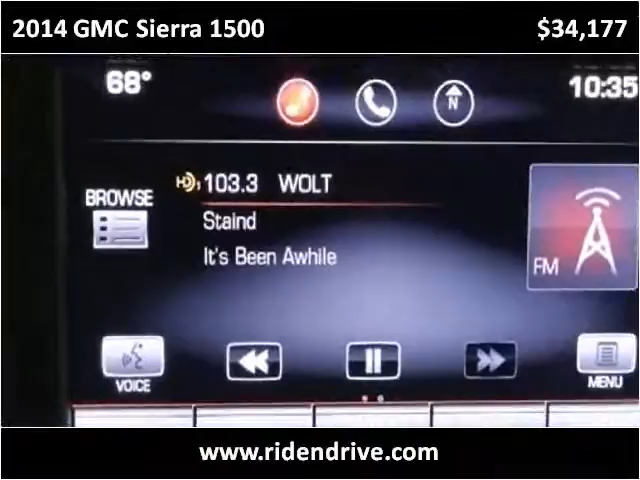 2014 GMC Sierra 1500 $34,177
68° N 10:35
HD 103.3 WOLT
BROWSE
Staind
It's Been Awhile
FM
VOICE
MENU
www.ridendrive.com